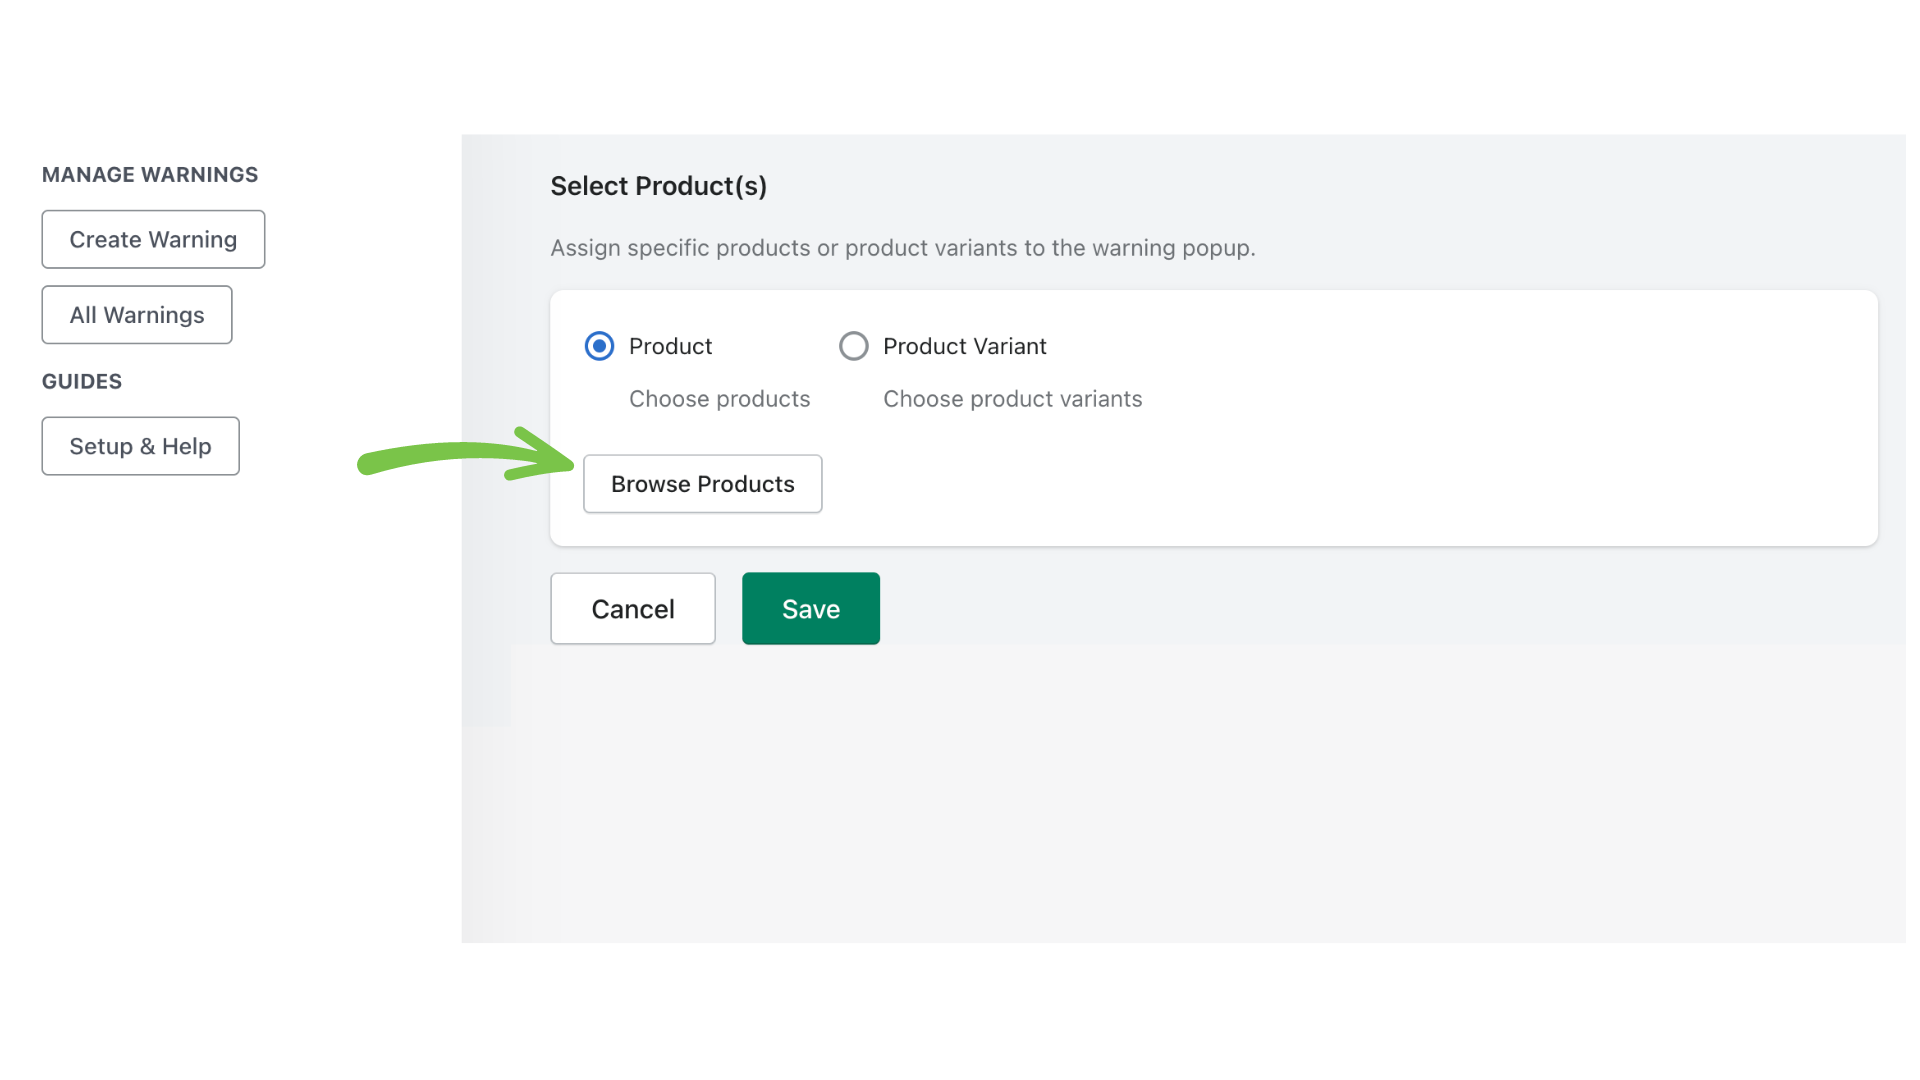 MANAGE WARNINGS
Create Warning
All Warnings
GUIDES
Setup & Help
Select Product(s)
Assign specific products or product variants to the warning popup.
Product
Choose products
Product Variant
Choose product variants
Browse Products
Cancel
Save